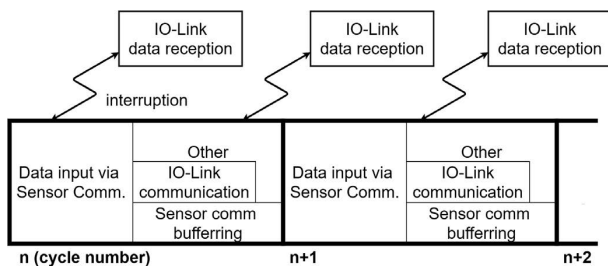 IO-Link
data reception
IO-Link
data reception
IO-Link
data reception
interruption
Data input via
Sensor Comm.
Other
IO-Link
communication
Sensor comm
bufferring
Data input via
Sensor Comm.
Other
IO-Link
communication
Sensor comm
bufferring
n (cycle number)
n+1
n+2